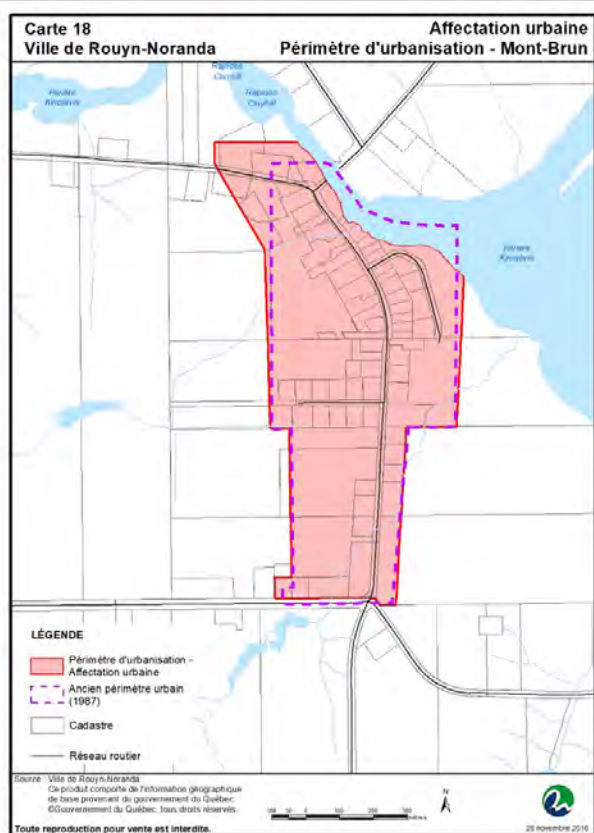 Carte 18
Ville de Rouyn-Noranda
Affectation urbaine
Périmètre d'urbanisation - Mont-Brun
Rapides
Rapides
Rivière
Kinojévis
Rivière
Kinojévis
LÉGENDE
Périmètre d'urbanisation -
Affectation urbaine
Ancien périmètre urbain
(1987)
Cadastre
Réseau routier
Source : Ville de Rouyn-Noranda
Ce produit comporte de l'information géographique
de base provenant du gouvernement du Québec.
©Gouvernement du Québec, tous droits réservés.
Toute reproduction pour vente est interdite.
N
28 novembre 2016